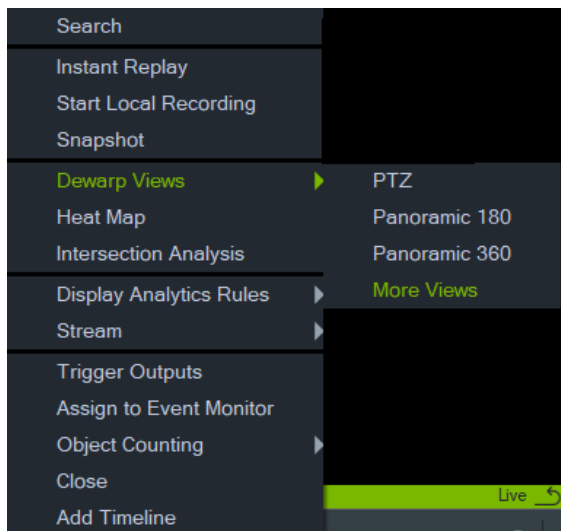 Search
Instant Replay
Start Local Recording
Snapshot
Dewarp Views
PTZ
Heat Map
Panoramic 180
Intersection Analysis
Panoramic 360
Display Analytics Rules
More Views
Stream
Trigger Outputs
Assign to Event Monitor
Object Counting
Close
Live
Add Timeline